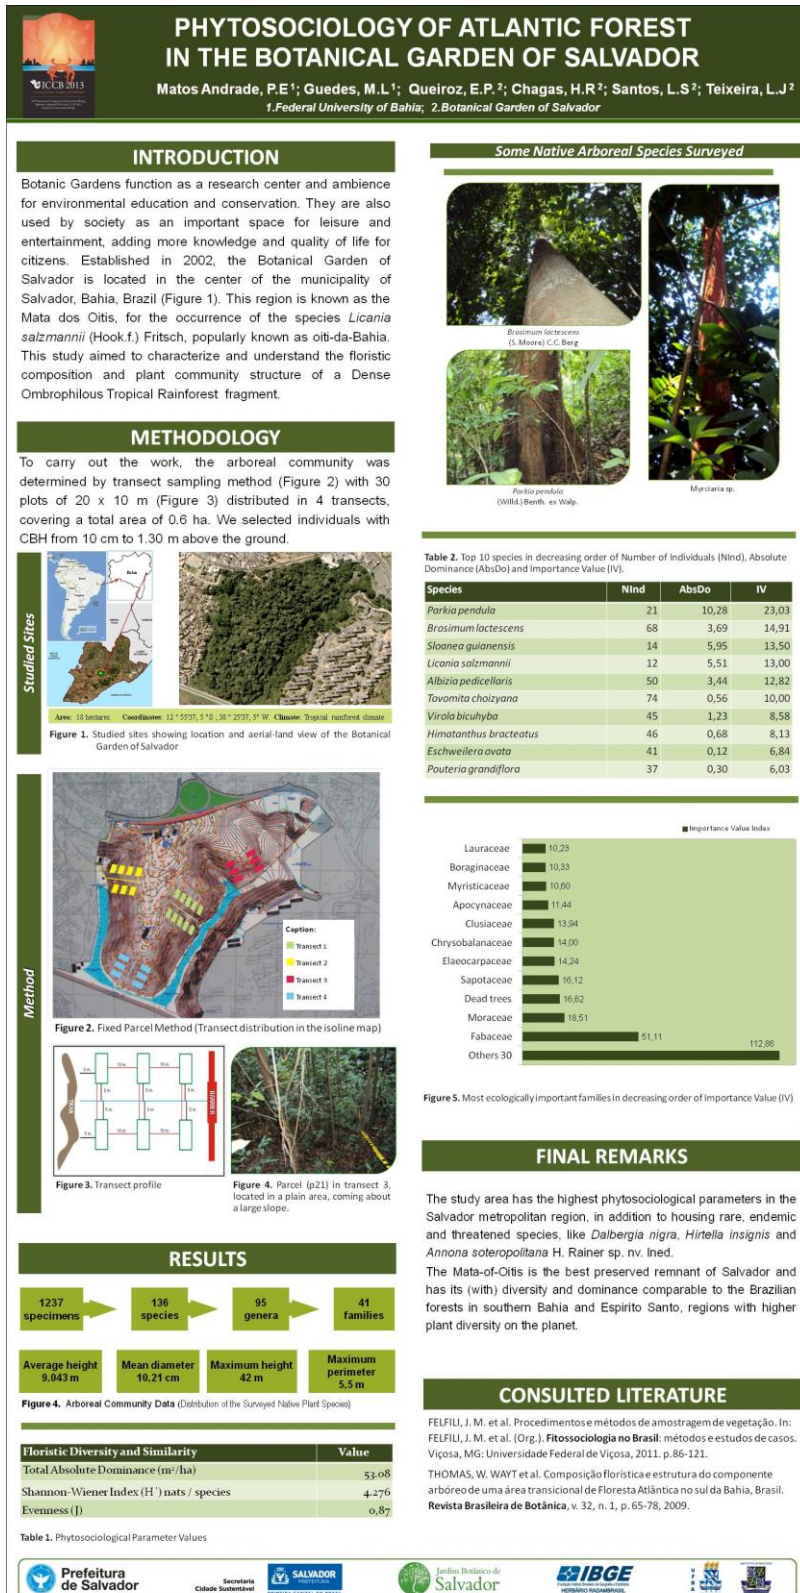 PHYTOSOCIOLOGY OF ATLANTIC FOREST
IN THE BOTANICAL GARDEN OF SALVADOR
ICCB 2013
Matos Andrade, P.E¹; Guedes, M.L¹; Queiroz, E.P.²; Chagas, H.R²; Santos, L.S²; Teixeira, L.J²
1.Federal University of Bahia; 2.Botanical Garden of Salvador
INTRODUCTION
Botanic Gardens function as a research center and ambience
for environmental education and conservation. They are also
used by society as an important space for leisure and
entertainment, adding more knowledge and quality of life for
citizens. Established in 2002, the Botanical Garden of
Salvador is located in the center of the municipality of
Salvador, Bahia, Brazil (Figure 1). This region is known as the
Mata dos Oitis, for the occurrence of the species Licania
salzmannii (Hook.f.) Fritsch, popularly known as oiti-da-Bahia.
This study aimed to characterize and understand the floristic
composition and plant community structure of a Dense
Ombrophilous Tropical Rainforest fragment.
METHODOLOGY
To carry out the work, the arboreal community was
determined by transect sampling method (Figure 2) with 30
plots of 20 x 10 m (Figure 3) distributed in 4 transects,
covering a total area of 0.6 ha. We selected individuals with
CBH from 10 cm to 1.30 m above the ground.
Studied Sites
Bahia
Area: 18 hectares Coordinates: 12 º 55'37, 5 "S ; 38 º 25'37, 5" W Climate: Tropical rainforest climate
Figure 1. Studied sites showing location and aerial-land view of the Botanical
Garden of Salvador
Method
Caption:
Transect 1
Transect 2
Transect 3
Transect 4
Figure 2. Fixed Parcel Method (Transect distribution in the isoline map)
TRAIL
BARRIER
Figure 3. Transect profile
Figure 4. Parcel (p21) in transect 3,
located in a plain area, coming about
a large slope.
RESULTS
1237 specimens
136 species
95 genera
41 families
Average height 9.043 m
Mean diameter 10,21 cm
Maximum height 42 m
Maximum perimeter 5,5 m
Figure 4. Arboreal Community Data (Distribution of the Surveyed Native Plant Species)
Floristic Diversity and Similarity Value
Total Absolute Dominance (m²/ha) 53.08
Shannon-Wiener Index (H´) nats / species 4.276
Evenness (J) 0,87
Table 1. Phytosociological Parameter Values
Some Native Arboreal Species Surveyed
Brosimum lactescens
(S. Moore) C.C. Berg
Parkia pendula
(Willd.) Benth. ex Walp.
Myrciaria sp.
Table 2. Top 10 species in decreasing order of Number of Individuals (NInd), Absolute
Dominance (AbsDo) and Importance Value (IV).
Species NInd AbsDo IV
Parkia pendula 21 10,28 23,03
Brosimum lactescens 68 3,69 14,91
Sloanea guianensis 14 5,95 13,50
Licania salzmannii 12 5,51 13,00
Albizia pedicellaris 50 3,44 12,82
Tovomita choizyana 74 0,56 10,00
Virola bicuhyba 45 1,23 8,58
Himatanthus bracteatus 46 0,68 8,13
Eschweilera ovata 41 0,12 6,84
Pouteria grandiflora 37 0,30 6,03
Importance Value Index
Lauraceae 10,23
Boraginaceae 10,33
Myristicaceae 10,60
Apocynaceae 11,44
Clusiaceae 13,94
Chrysobalanaceae 14,00
Elaeocarpaceae 14,24
Sapotaceae 16,12
Dead trees 16,62
Moraceae 18,51
Fabaceae 51,11
Others 30 112,86
Figure 5. Most ecologically important families in decreasing order of Importance Value (IV)
FINAL REMARKS
The study area has the highest phytosociological parameters in the
Salvador metropolitan region, in addition to housing rare, endemic
and threatened species, like Dalbergia nigra, Hirtella insignis and
Annona soteropolitana H. Rainer sp. nv. Ined.
The Mata-of-Oitis is the best preserved remnant of Salvador and
has its (with) diversity and dominance comparable to the Brazilian
forests in southern Bahia and Espirito Santo, regions with higher
plant diversity on the planet.
CONSULTED LITERATURE
FELFILI, J. M. et al. Procedimentos e métodos de amostragem de vegetação. In:
FELFILI, J. M. et al. (Org.). Fitossociologia no Brasil: métodos e estudos de casos.
Viçosa, MG: Universidade Federal de Viçosa, 2011. p.86-121.
THOMAS, W. WAYT et al. Composição florística e estrutura do componente
arbóreo de uma área transicional de Floresta Atlântica no sul da Bahia, Brasil.
Revista Brasileira de Botânica, v. 32, n. 1, p. 65-78, 2009.
Prefeitura
de Salvador
Secretaria
Cidade Sustentável
SALVADOR
PREFEITURA
Jardim Botânico de
Salvador
IBGE
HERBÁRIO RADAMBRASIL
UFBA